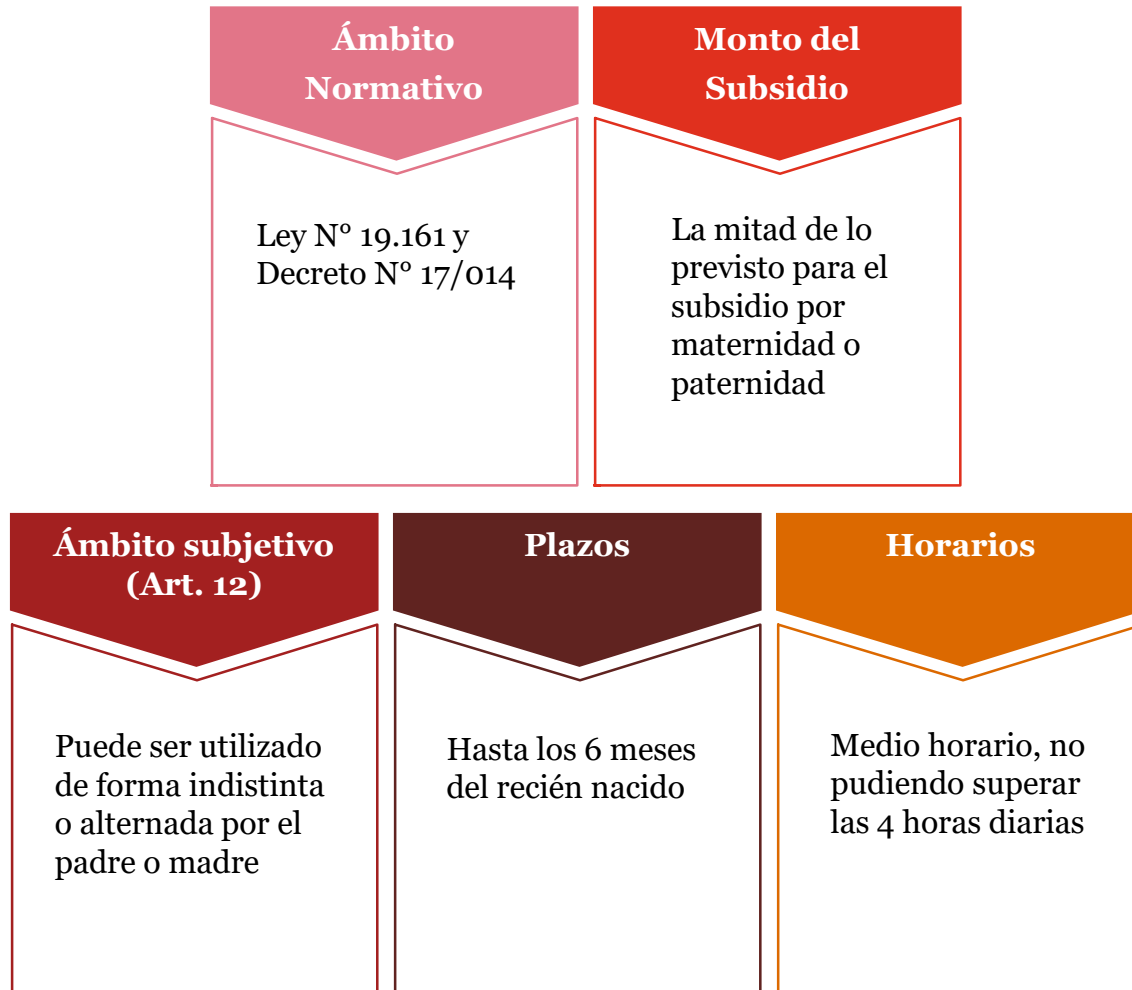 Ámbito
Normativo
Monto del
Subsidio
Ley N° 19.161 y
Decreto N° 17/014
La mitad de lo
previsto para el
subsidio por
maternidad o
paternidad
Ámbito subjetivo
(Art. 12)
Plazos
Horarios
Puede ser utilizado
de forma indistinta
o alternada por el
padre o madre
Hasta los 6 meses
del recién nacido
Medio horario, no
pudiendo superar
las 4 horas diarias